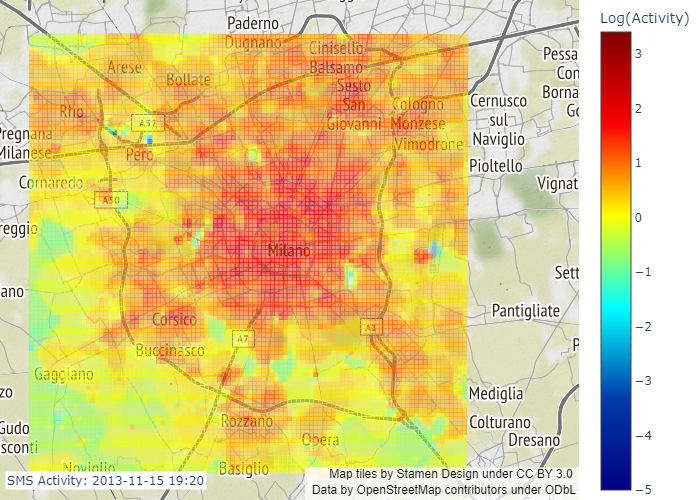 Paderno
Dugnano
Cinisello
Balsamo
Arese
Bollate
Sesto
San
Giovanni
Cologno
Monzese
Vimodrone
Pessa
Con
Borna
Go
Cernusco
sul
Naviglio
Rho
A52
Pregnana
Milanese
Pero
Pioltello
Cornaredo
Vignat
A50
reggio
Milano
Sett
ano
Pantigliate
Corsico
A1
A7
P
Buccinasco
Gaggiano
zo
Mediglia
Rozzano
Colturano
Gudo
sconti
Opera
Dresano
Noviglio
Basiglio
SMS Activity: 2013-11-15 19:20
Map tiles by Stamen Design under CC BY 3.0
Data by OpenStreetMap contributors under ODbL
Log(Activity)
3
2
1
0
−1
−2
−3
−4
−5